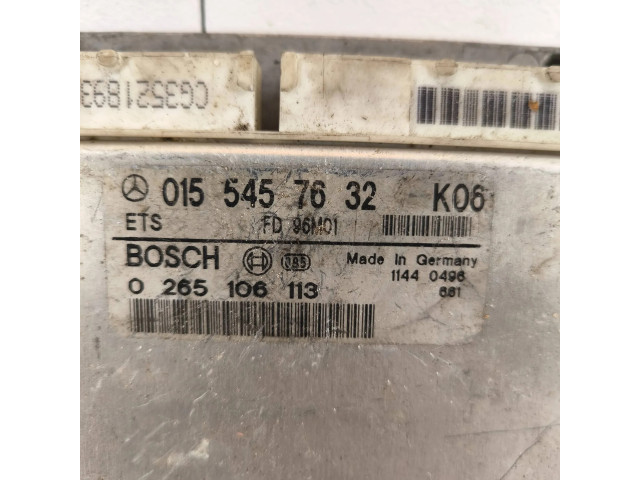 CG3521893
015 545 76 32 K06
ETS FD 96M01
BOSCH ABS Made in Germany
1144 0496
0 265 106 113 661